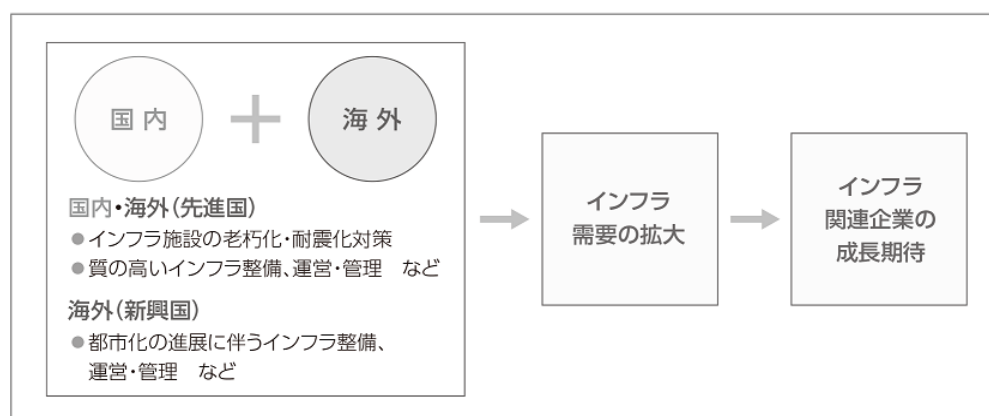 国内
+
海外
国内・海外(先進国)
●インフラ施設の老朽化・耐震化対策
●質の高いインフラ整備、運営・管理　など
海外(新興国)
●都市化の進展に伴うインフラ整備、
運営・管理　など
インフラ
需要の拡大
インフラ
関連企業の
成長期待